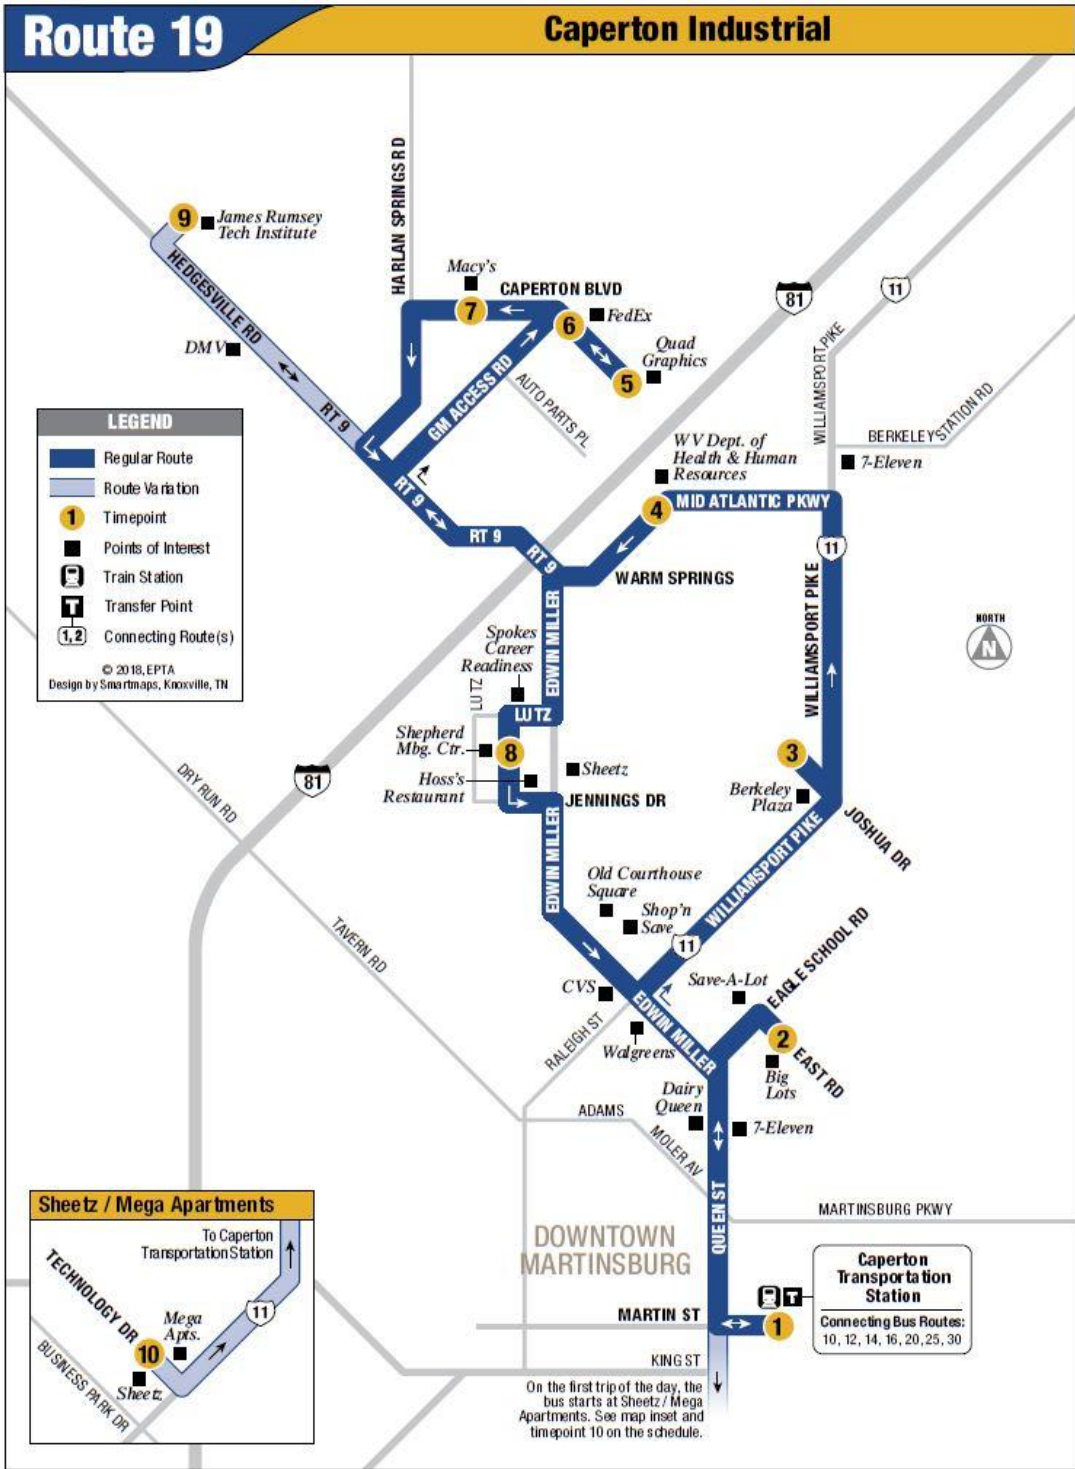 Route 19
Caperton Industrial
HARLAN SPRINGS RD
9
James Rumsey
Tech Institute
HEDGESVILLE RD
Macy's
CAPERTON BLVD
7
6
FedEx
81
11
DMV
Quad
Graphics
5
WILLIAMSPORT PIKE
RT 9
GM ACCESS RD
AUTO PARTS PL
BERKELEY STATION RD
LEGEND
Regular Route
Route Variation
1
Timepoint
Points of Interest
Train Station
T
Transfer Point
1, 2
Connecting Route(s)
© 2018, EPTA
Design by Smartmaps, Knoxville, TN
WV Dept. of
Health & Human
Resources
7-Eleven
RT 9
4
MID ATLANTIC PKWY
RT 9
RT 9
11
WARM SPRINGS
WILLIAMSPORT PIKE
NORTH
N
EDWIN MILLER
Spokes
Career
Readiness
LUTZ
LUTZ
Shepherd
Mbg. Ctr.
8
3
Sheetz
Hoss's
Restaurant
JENNINGS DR
81
Berkeley
Plaza
JOSHUA DR
DRY RUN RD
EDWIN MILLER
WILLIAMSPORT PIKE
Old Courthouse
Square
Shop'n
Save
11
TAVERN RD
EAGLE SCHOOL RD
CVS
Save-A-Lot
EDWIN MILLER
RALEIGH ST
Walgreens
2
EAST RD
Big
Lots
Dairy
Queen
ADAMS
7-Eleven
MOLER AV
QUEEN ST
MARTINSBURG PKWY
DOWNTOWN
MARTINSBURG
Sheetz / Mega Apartments
To Caperton
Transportation Station
TECHNOLOGY DR
11
Mega
Apts.
10
BUSINESS PARK DR
Sheetz
T
MARTIN ST
1
Caperton
Transportation
Station
Connecting Bus Routes:
10, 12, 14, 16, 20, 25, 30
KING ST
On the first trip of the day, the
bus starts at Sheetz / Mega
Apartments. See map inset and
timepoint 10 on the schedule.